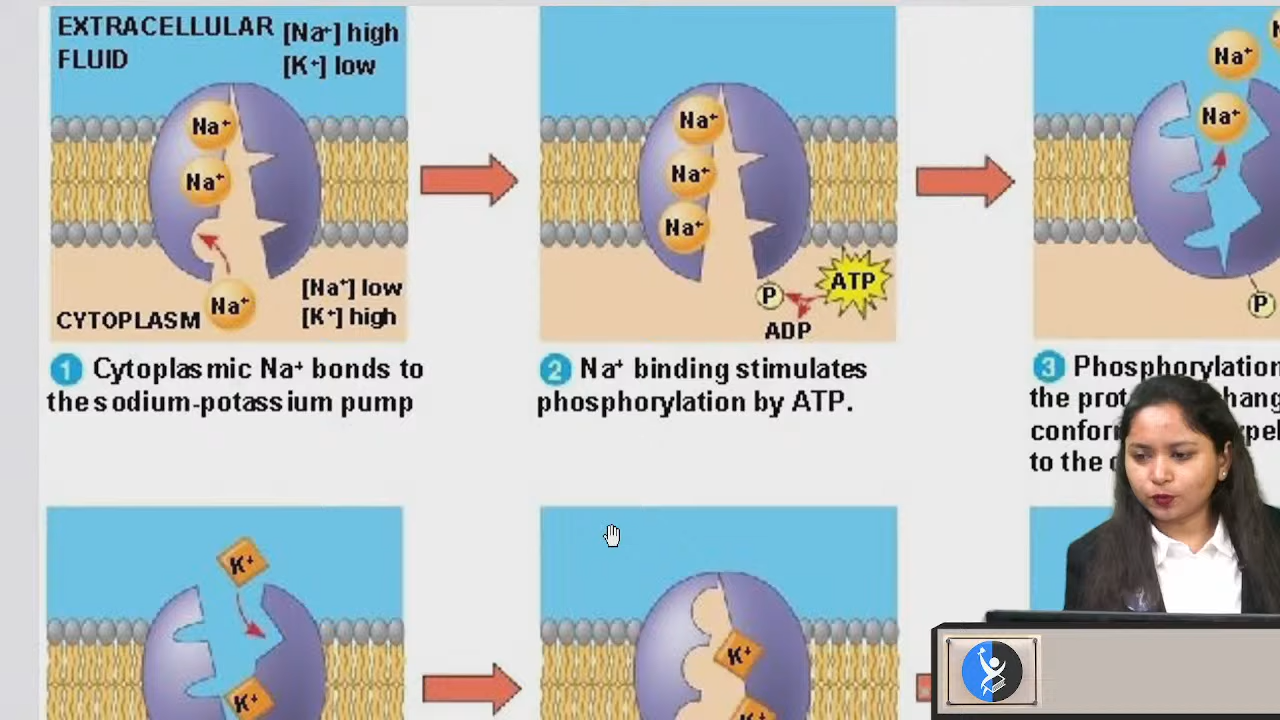 EXTRACELLULAR
FLUID
[Na⁺] high
[K⁺] low
Na⁺
Na⁺
Na⁺
CYTOPLASM
[Na⁺] low
[K⁺] high
Na⁺
Na⁺
Na⁺
ATP
P
ADP
Na⁺
Na⁺
P
1 Cytoplasmic Na⁺ bonds to
the sodium-potassium pump
2 Na⁺ binding stimulates
phosphorylation by ATP.
3 Phosphorylation
the
to the
K⁺
K⁺
K⁺
K⁺